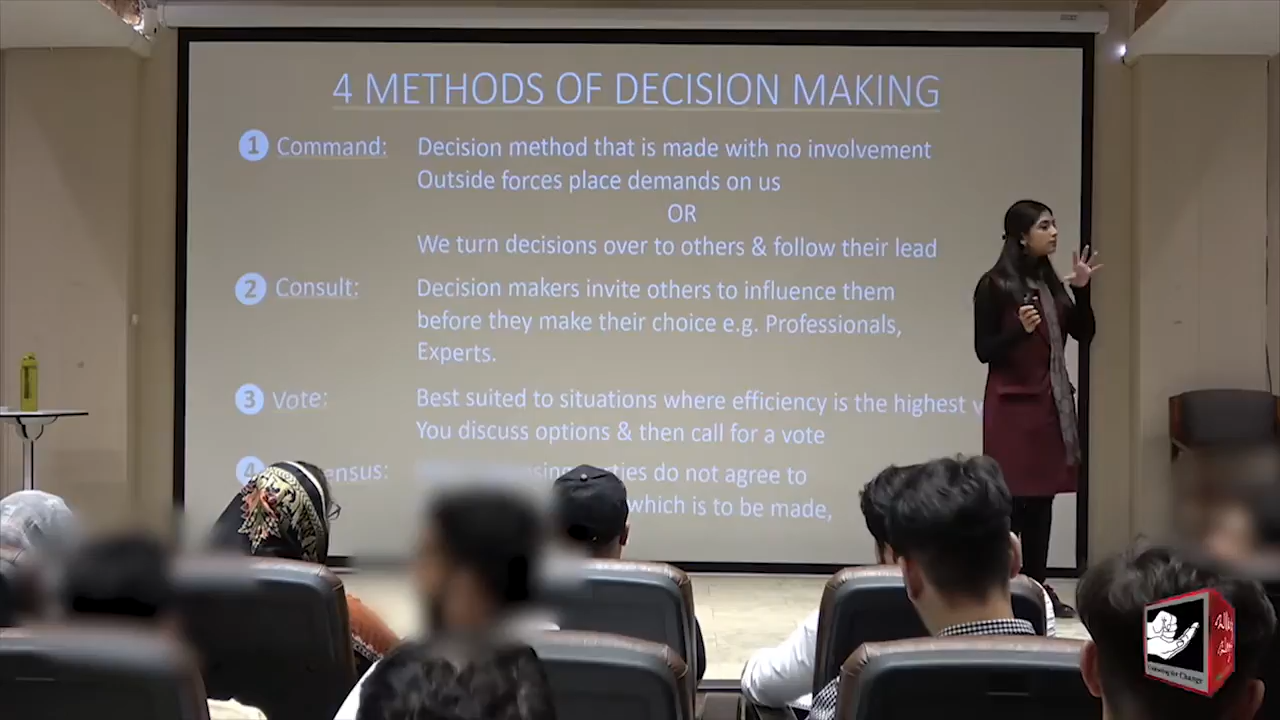 4 METHODS OF DECISION MAKING
1 Command: Decision method that is made with no involvement
Outside forces place demands on us
OR
We turn decisions over to others & follow their lead
2 Consult: Decision makers invite others to influence them
before they make their choice e.g. Professionals,
Experts.
3 Vote: Best suited to situations where efficiency is the highest
You discuss options & then call for a vote
4 do not agree to
which is to be made,
Change